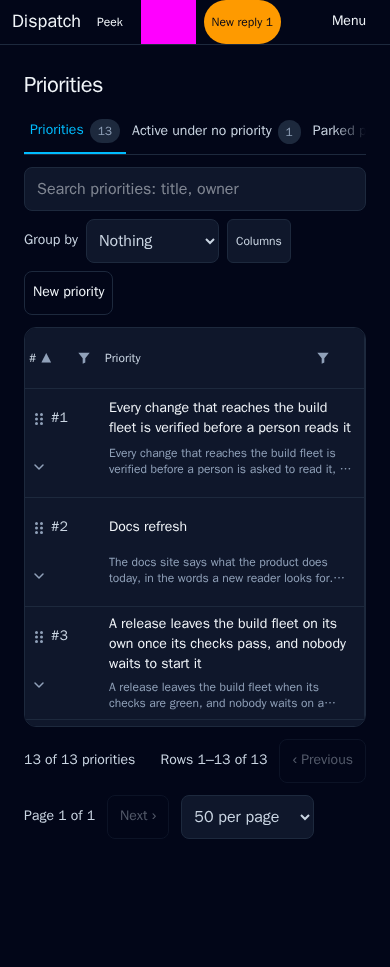 Dispatch Peek New reply 1 Menu
Priorities
Priorities 13 Active under no priority 1 Parked p
Search priorities: title, owner
Group by Nothing Columns
New priority
# ▲ Priority
#1 Every change that reaches the build
fleet is verified before a person reads it
Every change that reaches the build fleet is
verified before a person is asked to read it, …
#2 Docs refresh
The docs site says what the product does
today, in the words a new reader looks for.…
#3 A release leaves the build fleet on its
own once its checks pass, and nobody
waits to start it
A release leaves the build fleet when its
checks are green, and nobody waits on a…
13 of 13 priorities Rows 1–13 of 13 ‹ Previous
Page 1 of 1 Next › 50 per page